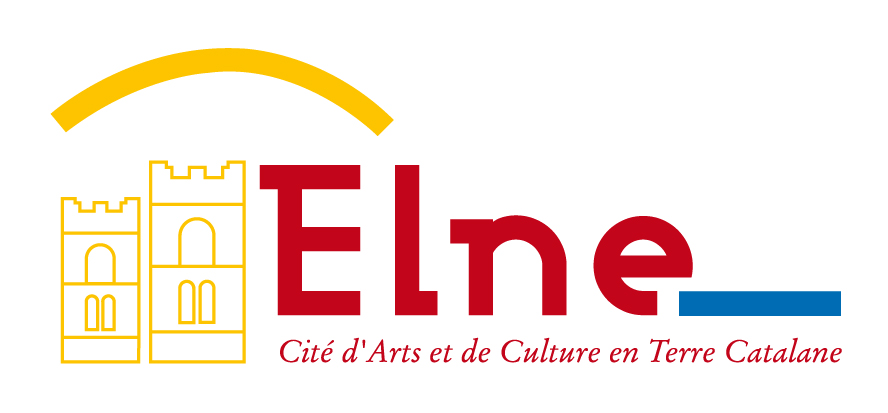 Elne
Cité d'Arts et de Culture en Terre Catalane